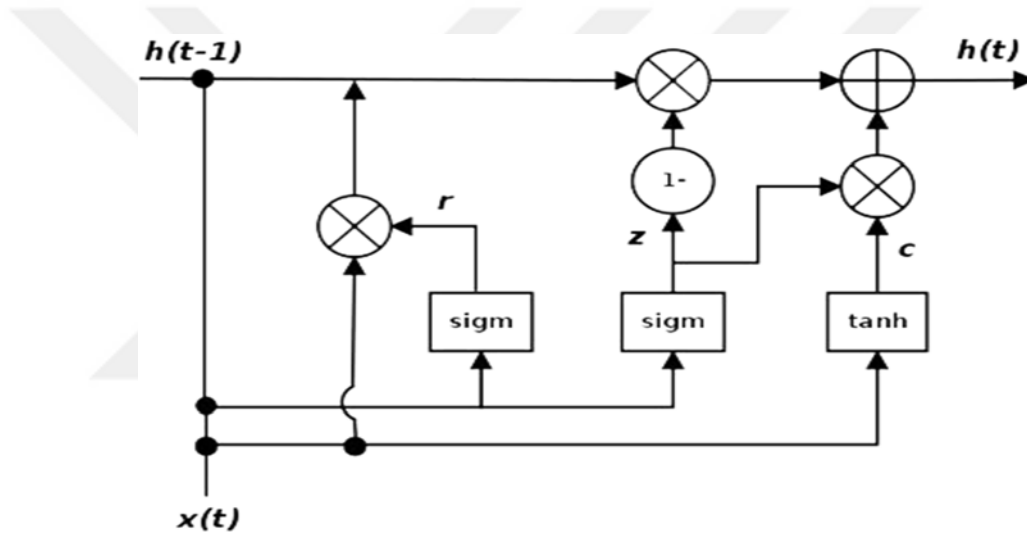 h(t-1)
h(t)
1-
r
z
c
sigm
sigm
tanh
x(t)